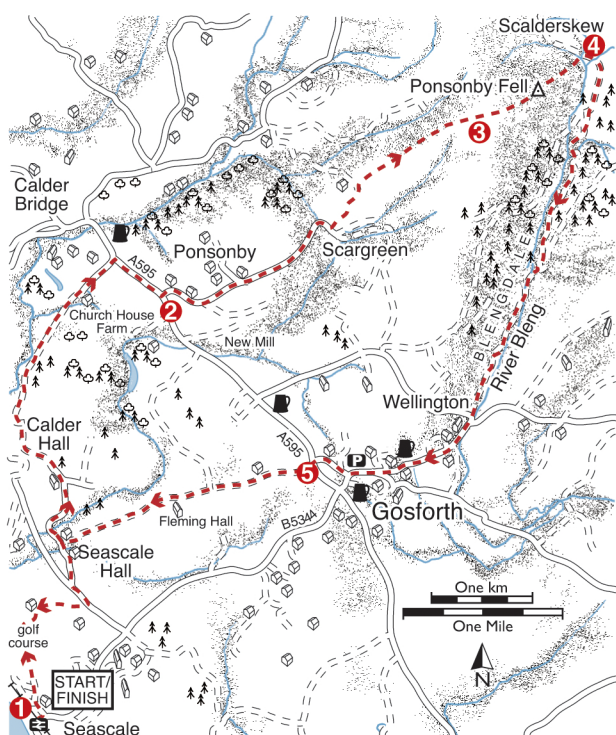 Scalderskew
4
Ponsonby Fell
3
Calder
Bridge
Ponsonby
A595
Scargreen
2
Church House
Farm
New Mill
BLENGDALE
River Bleng
Wellington
Calder
Hall
A595
P
5
Gosforth
Fleming Hall
B5344
Seascale
Hall
One km
One Mile
golf
course
N
START/
FINISH
1
Seascale